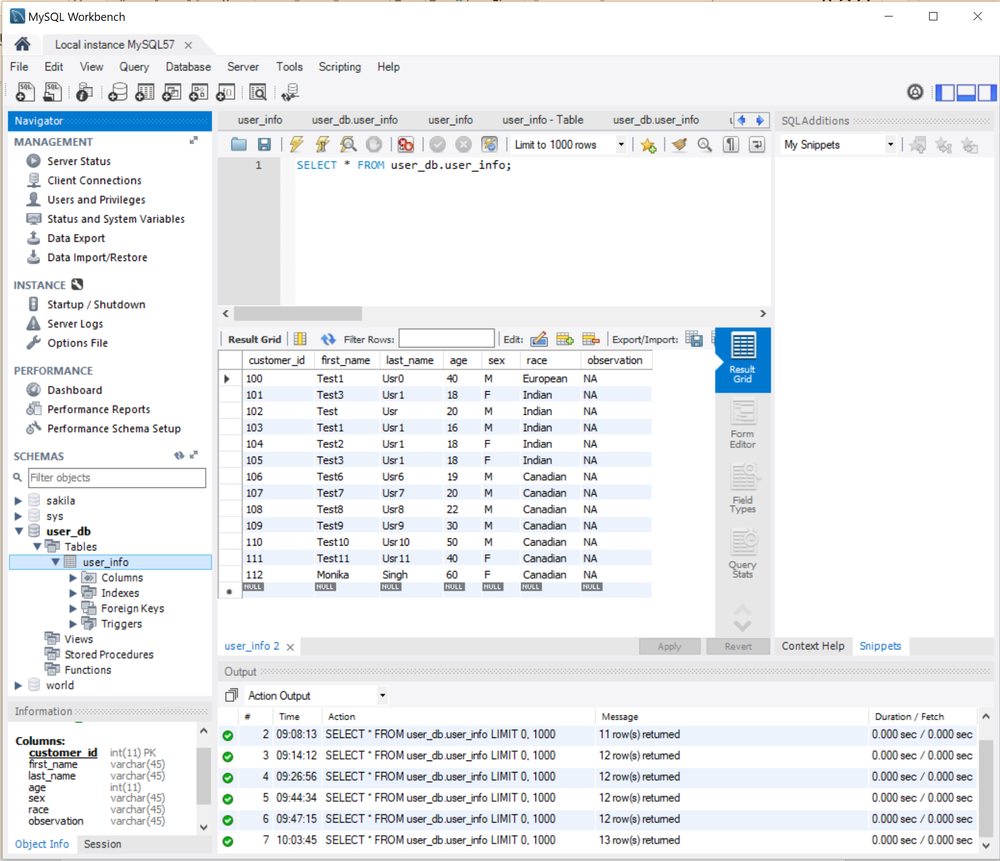 MySQL Workbench
Local instance MySQL57
File Edit View Query Database Server Tools Scripting Help
Navigator
MANAGEMENT
Server Status
Client Connections
Users and Privileges
Status and System Variables
Data Export
Data Import/Restore
INSTANCE
Startup / Shutdown
Server Logs
Options File
PERFORMANCE
Dashboard
Performance Reports
Performance Schema Setup
SCHEMAS
Filter objects
sakila
sys
user_db
Tables
user_info
Columns
Indexes
Foreign Keys
Triggers
Views
Stored Procedures
Functions
world
Information
Columns:
customer_id int(11) PK
first_name varchar(45)
last_name varchar(45)
age int(11)
sex varchar(45)
race varchar(45)
observation varchar(45)
Object Info Session
user_info user_db.user_info user_info user_info - Table user_db.user_info
Limit to 1000 rows
1 SELECT * FROM user_db.user_info;
Result Grid Filter Rows: Edit: Export/Import:
customer_id first_name last_name age sex race observation
100 Test1 Usr0 40 M European NA
101 Test3 Usr1 18 F Indian NA
102 Test Usr 20 M Indian NA
103 Test1 Usr1 16 M Indian NA
104 Test2 Usr1 18 F Indian NA
105 Test3 Usr1 18 F Indian NA
106 Test6 Usr6 19 M Canadian NA
107 Test7 Usr7 20 M Canadian NA
108 Test8 Usr8 22 M Canadian NA
109 Test9 Usr9 30 M Canadian NA
110 Test10 Usr10 50 M Canadian NA
111 Test11 Usr11 40 F Canadian NA
112 Monika Singh 60 F Canadian NA
NULL NULL NULL NULL NULL NULL NULL
Result
Grid
Form
Editor
Field
Types
Query
Stats
user_info 2 Apply Revert
SQLAdditions
My Snippets
Context Help Snippets
Output
Action Output
# Time Action Message Duration / Fetch
2 09:08:13 SELECT * FROM user_db.user_info LIMIT 0, 1000 11 row(s) returned 0.000 sec / 0.000 sec
3 09:14:12 SELECT * FROM user_db.user_info LIMIT 0, 1000 12 row(s) returned 0.000 sec / 0.000 sec
4 09:26:56 SELECT * FROM user_db.user_info LIMIT 0, 1000 12 row(s) returned 0.000 sec / 0.000 sec
5 09:44:34 SELECT * FROM user_db.user_info LIMIT 0, 1000 12 row(s) returned 0.000 sec / 0.000 sec
6 09:47:15 SELECT * FROM user_db.user_info LIMIT 0, 1000 12 row(s) returned 0.000 sec / 0.000 sec
7 10:03:45 SELECT * FROM user_db.user_info LIMIT 0, 1000 13 row(s) returned 0.000 sec / 0.000 sec